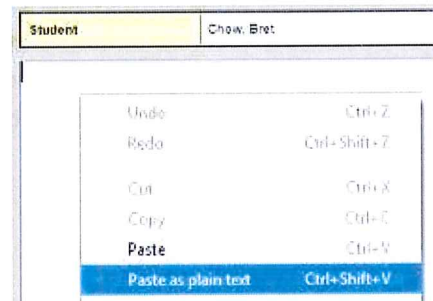 Student Chow, Bret
Undo Ctrl+Z
Redo Ctrl+Shift+Z
Cut Ctrl+X
Copy Ctrl+C
Paste Ctrl+V
Paste as plain text Ctrl+Shift+V